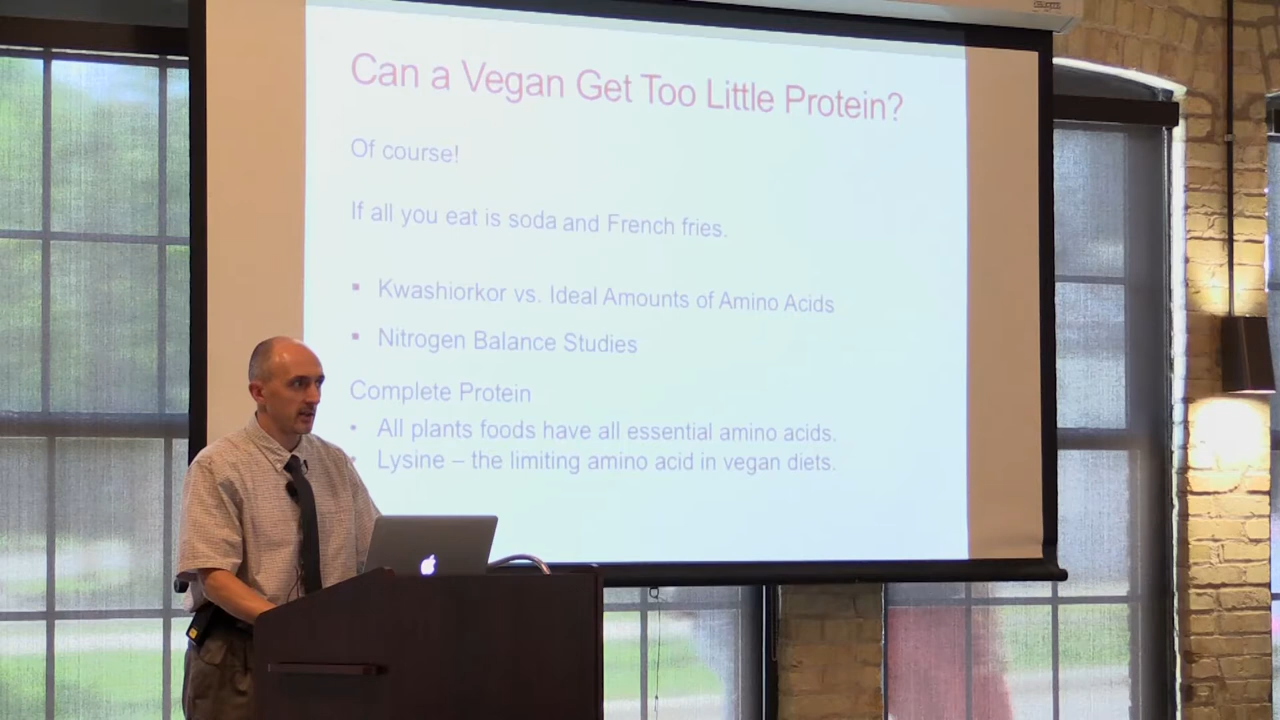 Can a Vegan Get Too Little Protein?
Of course!
If all you eat is soda and French fries.
▪ Kwashiorkor vs. Ideal Amounts of Amino Acids
▪ Nitrogen Balance Studies
Complete Protein
• All plants foods have all essential amino acids.
• Lysine – the limiting amino acid in vegan diets.